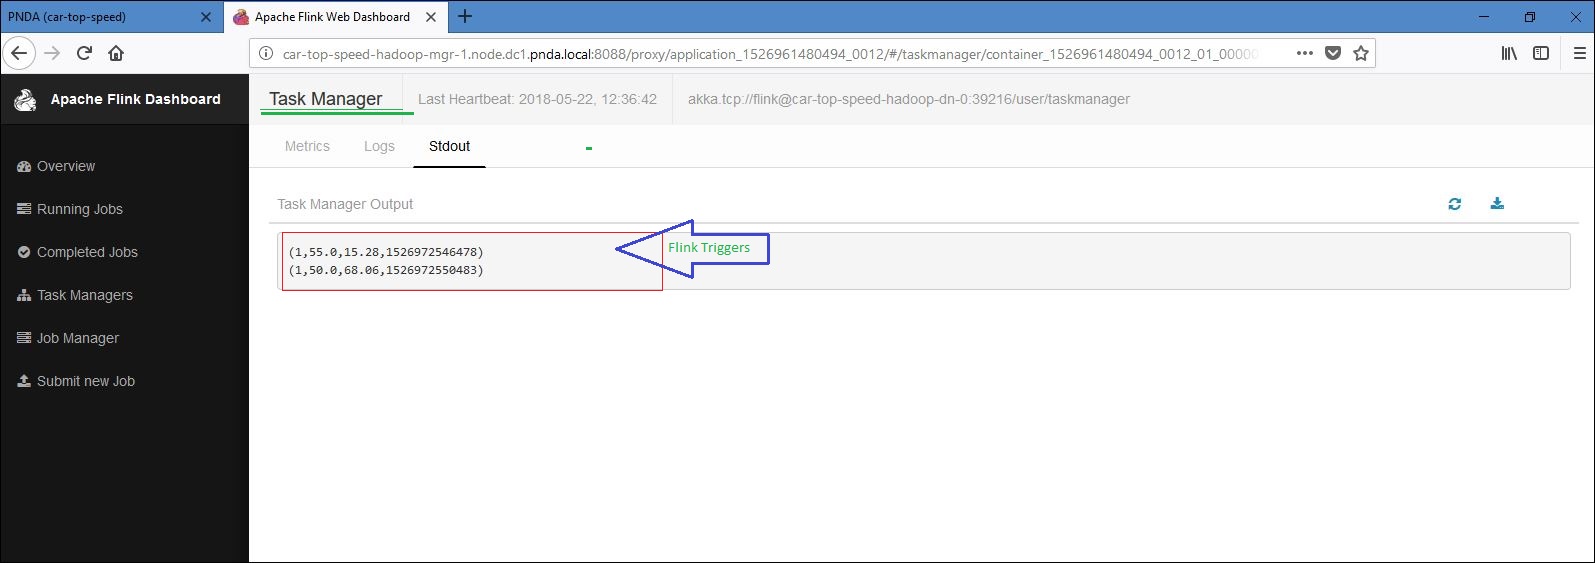 PNDA (car-top-speed)
Apache Flink Web Dashboard
car-top-speed-hadoop-mgr-1.node.dc1.pnda.local:8088/proxy/application_1526961480494_0012/#/taskmanager/container_1526961480494_0012_01_00000
Apache Flink Dashboard
Task Manager
Last Heartbeat: 2018-05-22, 12:36:42
akka.tcp://flink@car-top-speed-hadoop-dn-0:39216/user/taskmanager
Metrics
Logs
Stdout
Overview
Running Jobs
Completed Jobs
Task Managers
Job Manager
Submit new Job
Task Manager Output
(1,55.0,15.28,1526972546478)
(1,50.0,68.06,1526972550483)
Flink Triggers